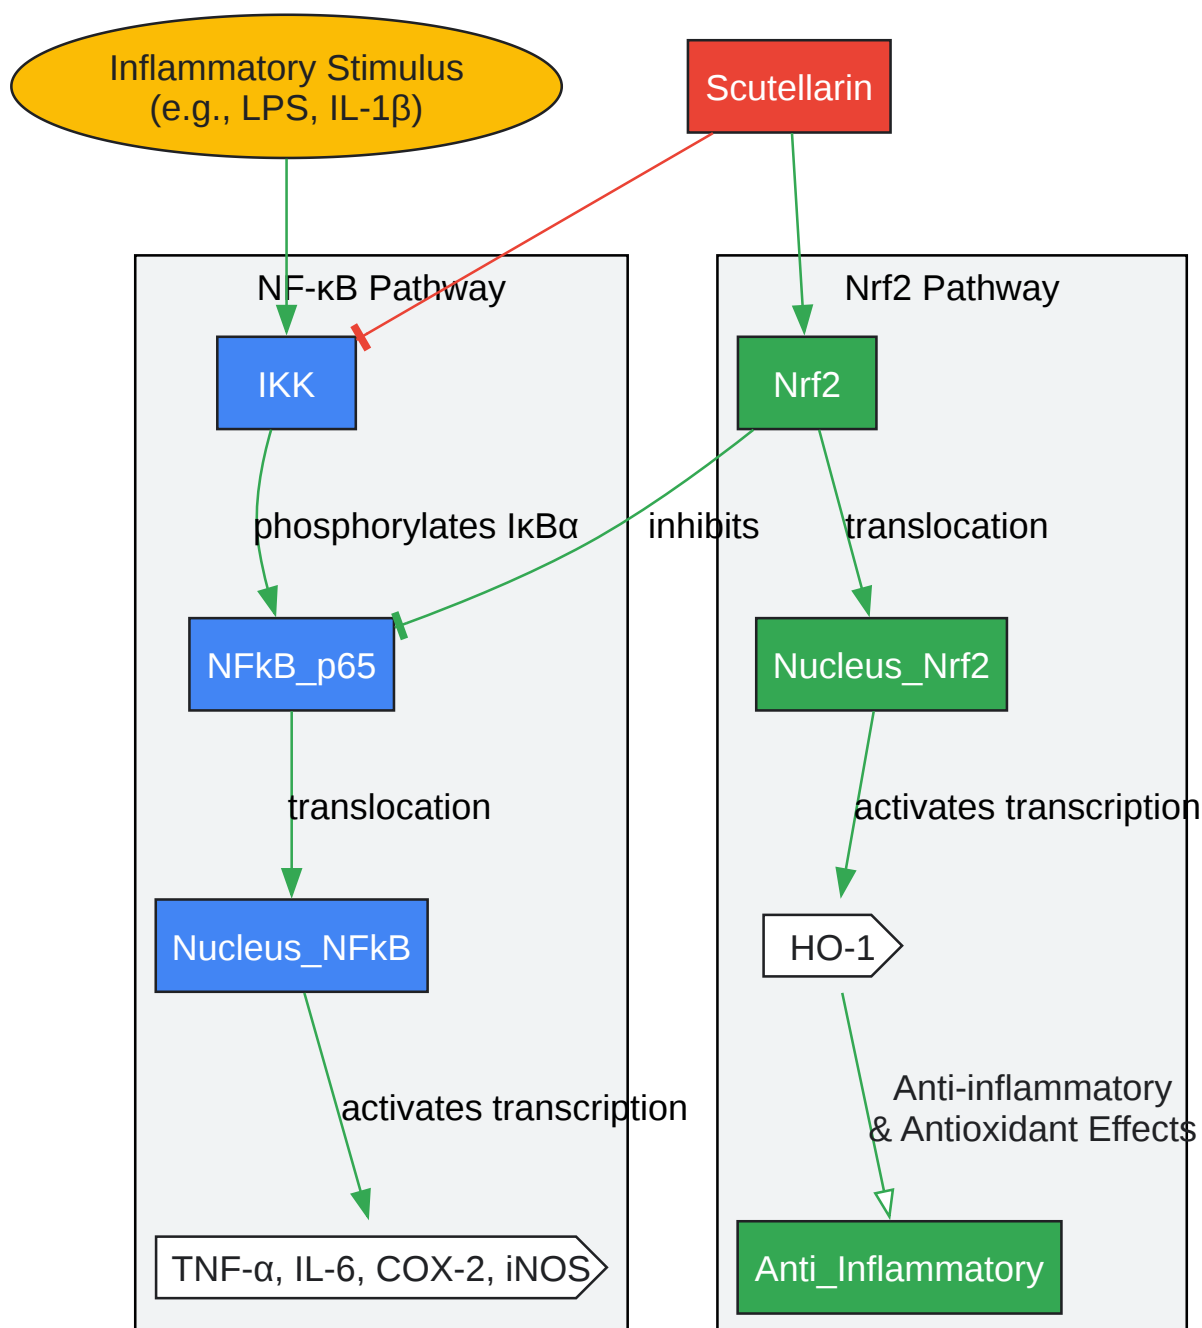 Inflammatory Stimulus
(e.g., LPS, IL-1β)
Scutellarin
NF-κB Pathway
Nrf2 Pathway
IKK
Nrf2
phosphorylates IκBα
inhibits
translocation
NFkB_p65
Nucleus_Nrf2
translocation
activates transcription
Nucleus_NFkB
HO-1
activates transcription
Anti-inflammatory
& Antioxidant Effects
TNF-α, IL-6, COX-2, iNOS
Anti_Inflammatory